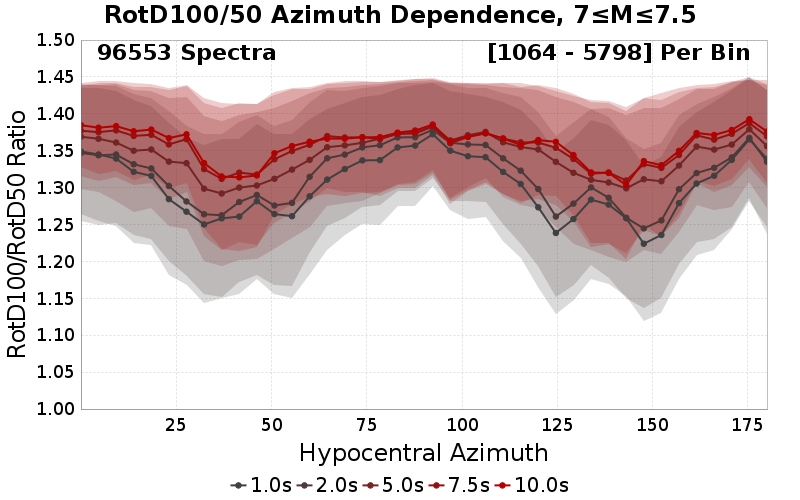 RotD100/50 Azimuth Dependence, 7≤M≤7.5
96553 Spectra
[1064 - 5798] Per Bin
RotD100/RotD50 Ratio
1.50
1.45
1.40
1.35
1.30
1.25
1.20
1.15
1.10
1.05
1.00
25 50 75 100 125 150 175
Hypocentral Azimuth
1.0s 2.0s 5.0s 7.5s 10.0s